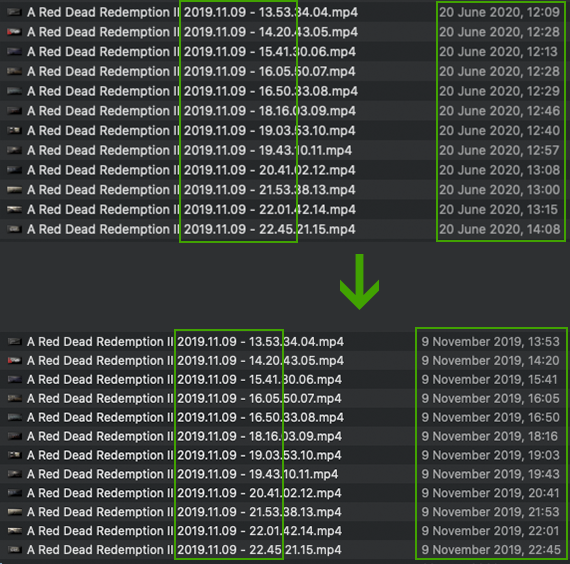 A Red Dead Redemption II 2019.11.09 - 13.53.34.04.mp4 20 June 2020, 12:09
A Red Dead Redemption II 2019.11.09 - 14.20.43.05.mp4 20 June 2020, 12:28
A Red Dead Redemption II 2019.11.09 - 15.41.30.06.mp4 20 June 2020, 12:13
A Red Dead Redemption II 2019.11.09 - 16.05.50.07.mp4 20 June 2020, 12:28
A Red Dead Redemption II 2019.11.09 - 16.50.33.08.mp4 20 June 2020, 12:29
A Red Dead Redemption II 2019.11.09 - 18.16.03.09.mp4 20 June 2020, 12:46
A Red Dead Redemption II 2019.11.09 - 19.03.53.10.mp4 20 June 2020, 12:40
A Red Dead Redemption II 2019.11.09 - 19.43.10.11.mp4 20 June 2020, 12:57
A Red Dead Redemption II 2019.11.09 - 20.41.02.12.mp4 20 June 2020, 13:08
A Red Dead Redemption II 2019.11.09 - 21.53.38.13.mp4 20 June 2020, 13:00
A Red Dead Redemption II 2019.11.09 - 22.01.42.14.mp4 20 June 2020, 13:15
A Red Dead Redemption II 2019.11.09 - 22.45.21.15.mp4 20 June 2020, 14:08
A Red Dead Redemption II 2019.11.09 - 13.53.34.04.mp4 9 November 2019, 13:53
A Red Dead Redemption II 2019.11.09 - 14.20.43.05.mp4 9 November 2019, 14:20
A Red Dead Redemption II 2019.11.09 - 15.41.30.06.mp4 9 November 2019, 15:41
A Red Dead Redemption II 2019.11.09 - 16.05.50.07.mp4 9 November 2019, 16:05
A Red Dead Redemption II 2019.11.09 - 16.50.33.08.mp4 9 November 2019, 16:50
A Red Dead Redemption II 2019.11.09 - 18.16.03.09.mp4 9 November 2019, 18:16
A Red Dead Redemption II 2019.11.09 - 19.03.53.10.mp4 9 November 2019, 19:03
A Red Dead Redemption II 2019.11.09 - 19.43.10.11.mp4 9 November 2019, 19:43
A Red Dead Redemption II 2019.11.09 - 20.41.02.12.mp4 9 November 2019, 20:41
A Red Dead Redemption II 2019.11.09 - 21.53.38.13.mp4 9 November 2019, 21:53
A Red Dead Redemption II 2019.11.09 - 22.01.42.14.mp4 9 November 2019, 22:01
A Red Dead Redemption II 2019.11.09 - 22.45.21.15.mp4 9 November 2019, 22:45